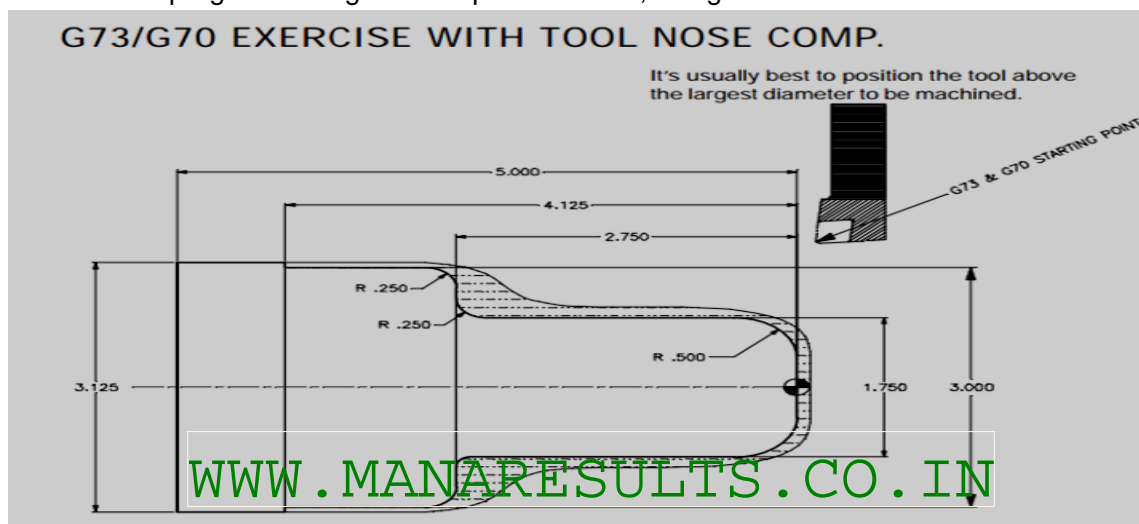 G73/G70 EXERCISE WITH TOOL NOSE COMP.
It's usually best to position the tool above
the largest diameter to be machined.
G73 & G70 STARTING POINT
5.000
4.125
2.750
R .250
R .250
R .500
3.125
1.750
3.000
WWW.MANARESULTS.CO.IN